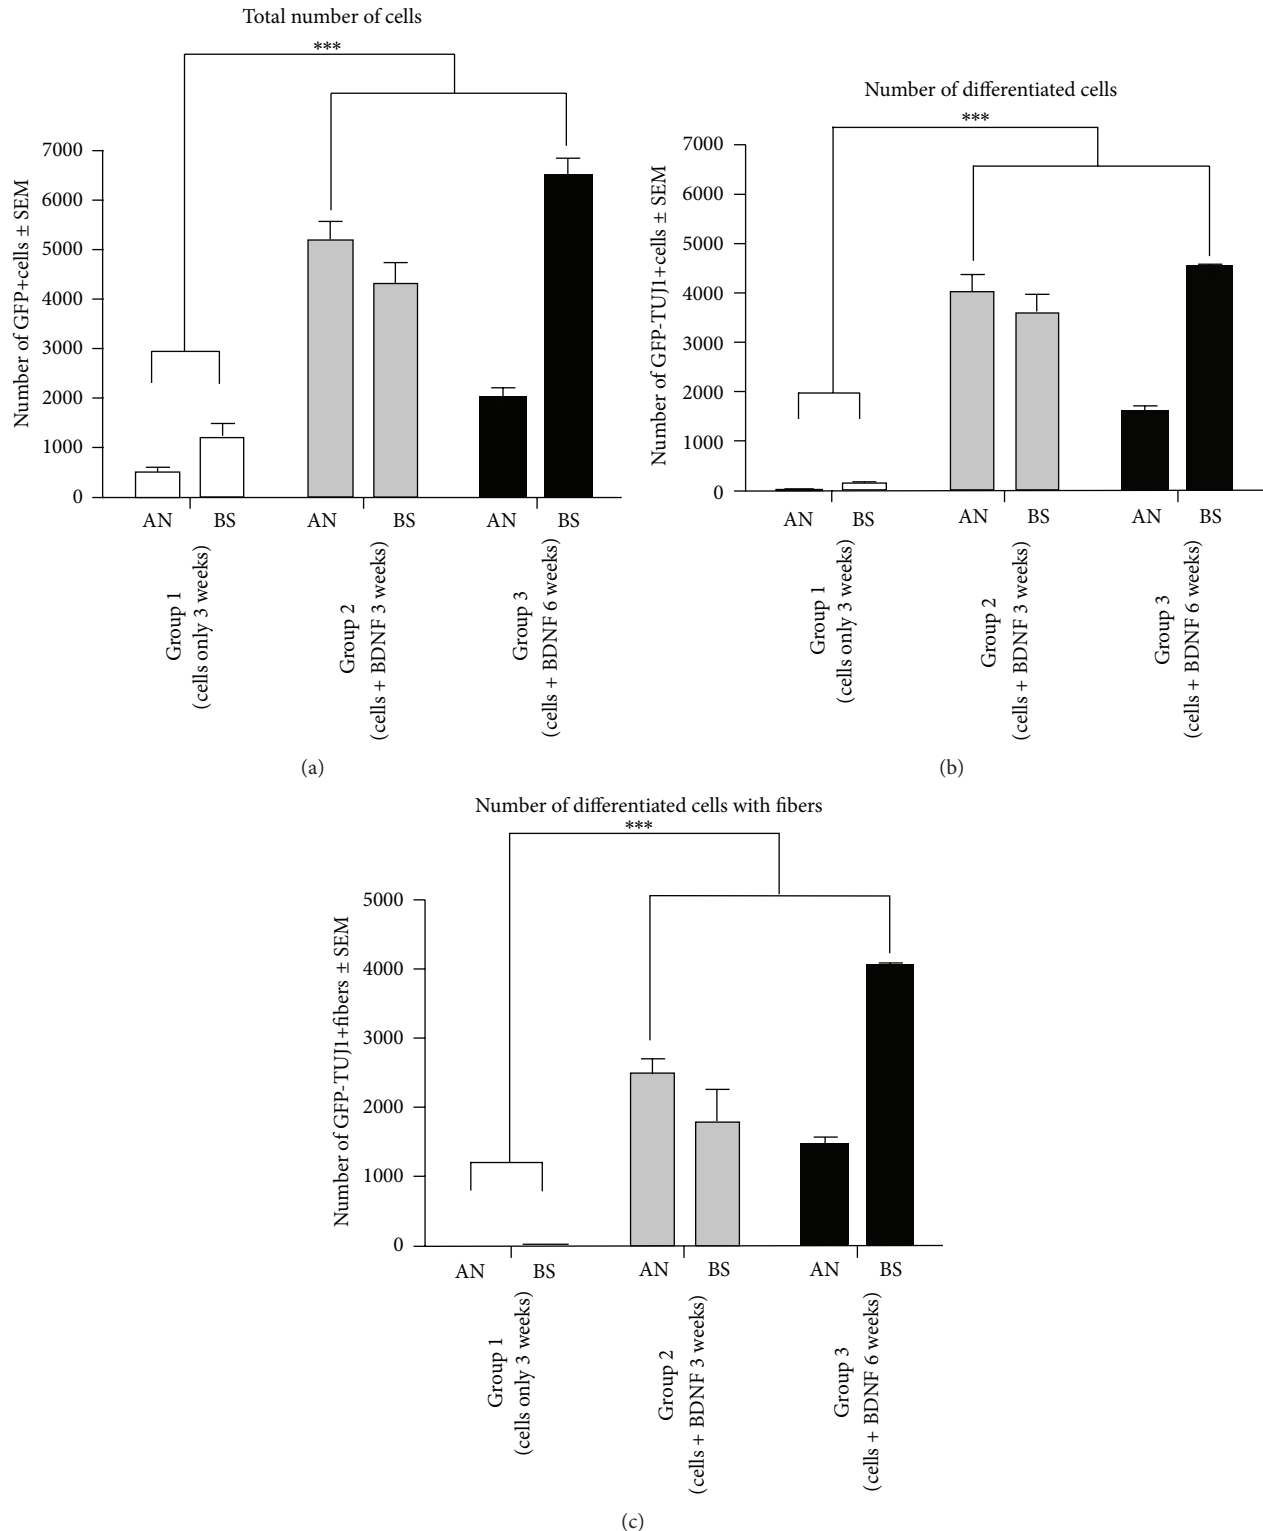 Total number of cells
***
Number of GFP+cells ± SEM
7000
6000
5000
4000
3000
2000
1000
0
AN
BS
AN
BS
AN
BS
Group 1
(cells only 3 weeks)
Group 2
(cells + BDNF 3 weeks)
Group 3
(cells + BDNF 6 weeks)
(a)
Number of differentiated cells
***
Number of GFP-TUJ1+cells ± SEM
7000
6000
5000
4000
3000
2000
1000
0
AN
BS
AN
BS
AN
BS
Group 1
(cells only 3 weeks)
Group 2
(cells + BDNF 3 weeks)
Group 3
(cells + BDNF 6 weeks)
(b)
Number of differentiated cells with fibers
***
Number of GFP-TUJ1+fibers ± SEM
5000
4000
3000
2000
1000
0
AN
BS
AN
BS
AN
BS
Group 1
(cells only 3 weeks)
Group 2
(cells + BDNF 3 weeks)
Group 3
(cells + BDNF 6 weeks)
(c)